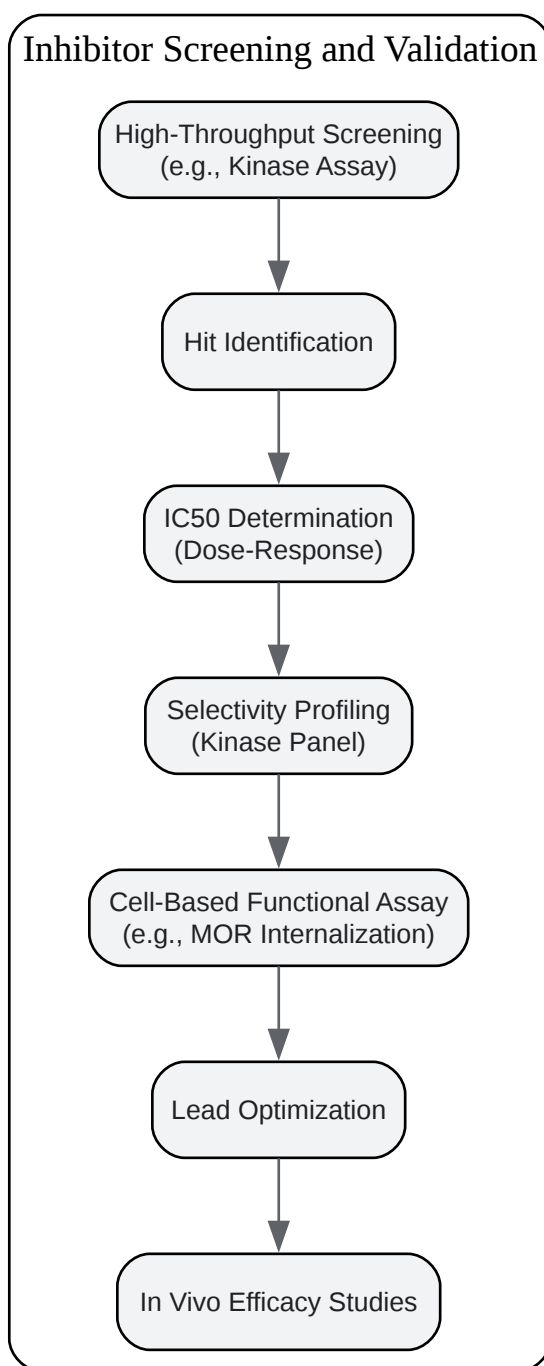 Inhibitor Screening and Validation
High-Throughput Screening
(e.g., Kinase Assay)
Hit Identification
IC50 Determination
(Dose-Response)
Selectivity Profiling
(Kinase Panel)
Cell-Based Functional Assay
(e.g., MOR Internalization)
Lead Optimization
In Vivo Efficacy Studies